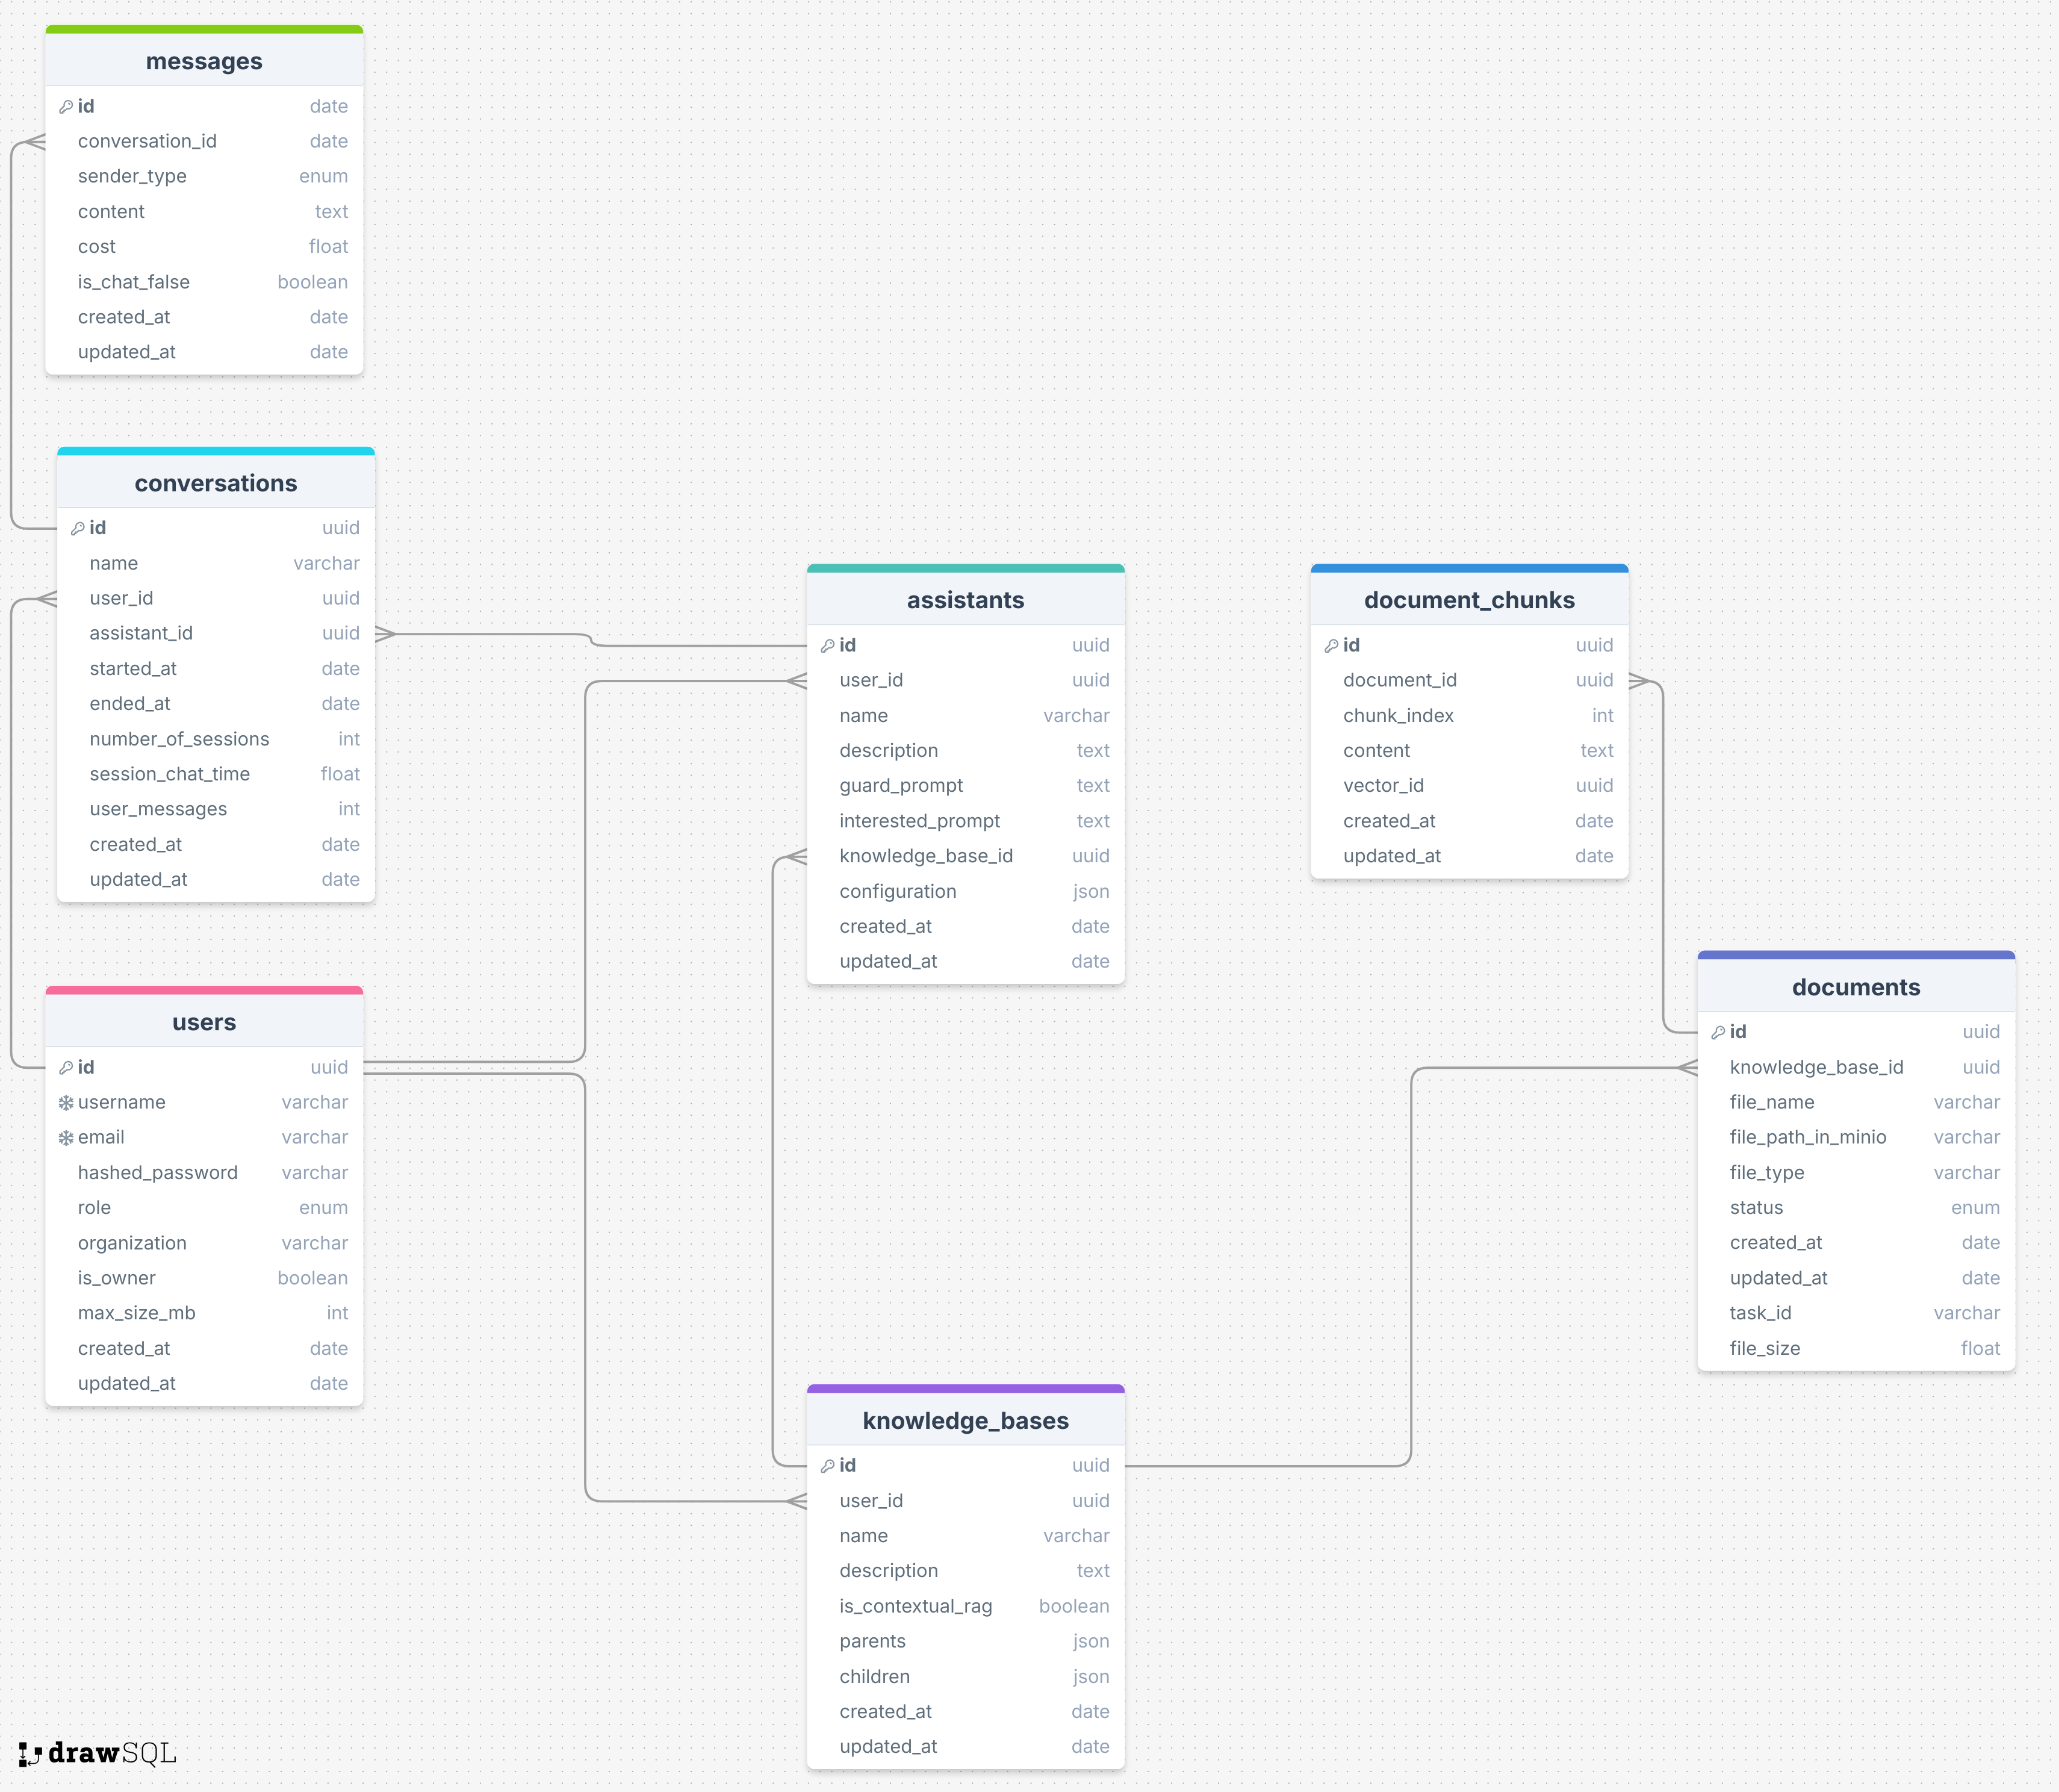 messages
id date
conversation_id date
sender_type enum
content text
cost float
is_chat_false boolean
created_at date
updated_at date
conversations
id uuid
name varchar
user_id uuid
assistant_id uuid
started_at date
ended_at date
number_of_sessions int
session_chat_time float
user_messages int
created_at date
updated_at date
users
id uuid
username varchar
email varchar
hashed_password varchar
role enum
organization varchar
is_owner boolean
max_size_mb int
created_at date
updated_at date
assistants
id uuid
user_id uuid
name varchar
description text
guard_prompt text
interested_prompt text
knowledge_base_id uuid
configuration json
created_at date
updated_at date
knowledge_bases
id uuid
user_id uuid
name varchar
description text
is_contextual_rag boolean
parents json
children json
created_at date
updated_at date
document_chunks
id uuid
document_id uuid
chunk_index int
content text
vector_id uuid
created_at date
updated_at date
documents
id uuid
knowledge_base_id uuid
file_name varchar
file_path_in_minio varchar
file_type varchar
status enum
created_at date
updated_at date
task_id varchar
file_size float
drawSQL